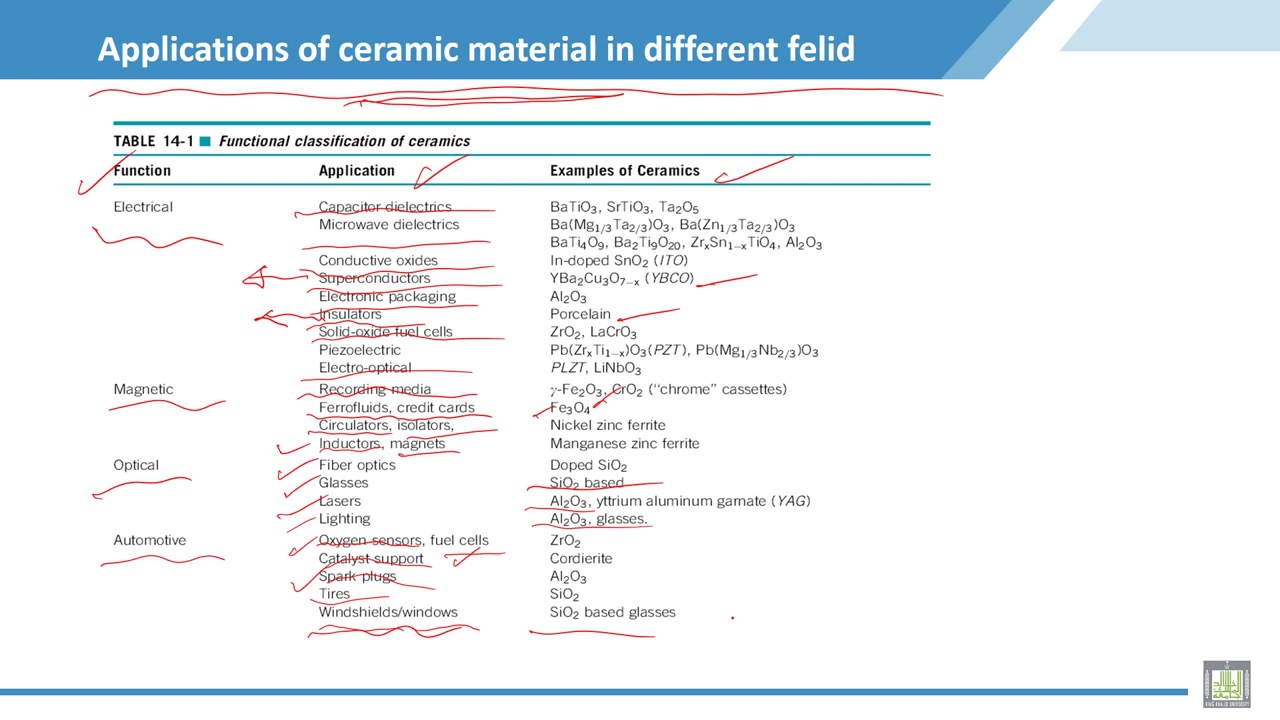 Applications of ceramic material in different felid
TABLE 14-1 ■ Functional classification of ceramics
Function Application Examples of Ceramics
Electrical Capacitor dielectrics BaTiO₃, SrTiO₃, Ta₂O₅
Microwave dielectrics Ba(Mg₁/₃Ta₂/₃)O₃, Ba(Zn₁/₃Ta₂/₃)O₃
BaTi₄O₉, Ba₂Ti₉O₂₀, ZrₓSn₁₋ₓTiO₄, Al₂O₃
Conductive oxides In-doped SnO₂ (ITO)
Superconductors YBa₂Cu₃O₇₋ₓ (YBCO)
Electronic packaging Al₂O₃
Insulators Porcelain
Solid-oxide fuel cells ZrO₂, LaCrO₃
Piezoelectric Pb(ZrₓTi₁₋ₓ)O₃(PZT), Pb(Mg₁/₃Nb₂/₃)O₃
Electro-optical PLZT, LiNbO₃
Magnetic Recording media γ-Fe₂O₃, CrO₂ (‘‘chrome’’ cassettes)
Ferrofluids, credit cards Fe₃O₄
Circulators, isolators, Nickel zinc ferrite
Inductors, magnets Manganese zinc ferrite
Optical Fiber optics Doped SiO₂
Glasses SiO₂ based
Lasers Al₂O₃, yttrium aluminum garnate (YAG)
Lighting Al₂O₃, glasses.
Automotive Oxygen sensors, fuel cells ZrO₂
Catalyst support Cordierite
Spark plugs Al₂O₃
Tires SiO₂
Windshields/windows SiO₂ based glasses
KING KHALID UNIVERSITY